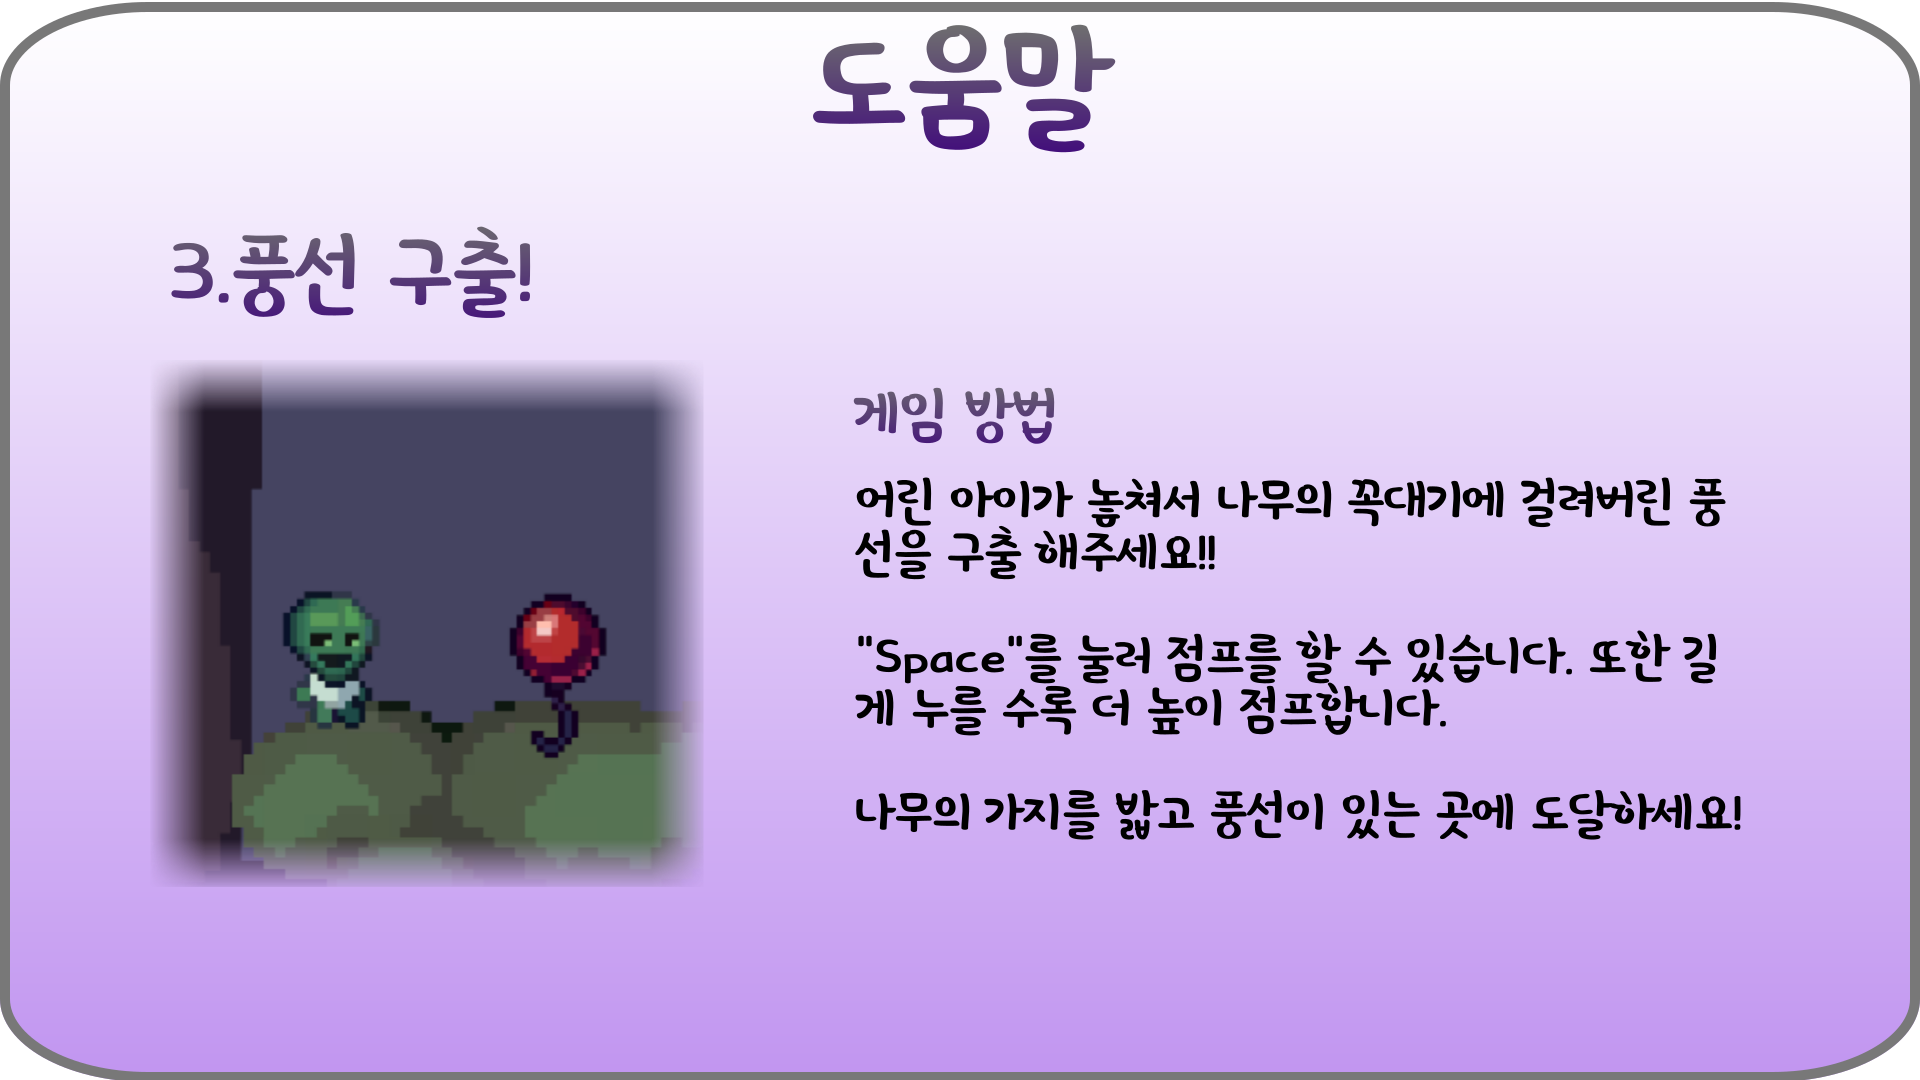 도움말
3.풍선 구출!
게임 방법
어린 아이가 놓쳐서 나무의 꼭대기에 걸려버린 풍
선을 구출 해주세요!!
"Space"를 눌러 점프를 할 수 있습니다. 또한 길
게 누를 수록 더 높이 점프합니다.
나무의 가지를 밟고 풍선이 있는 곳에 도달하세요!